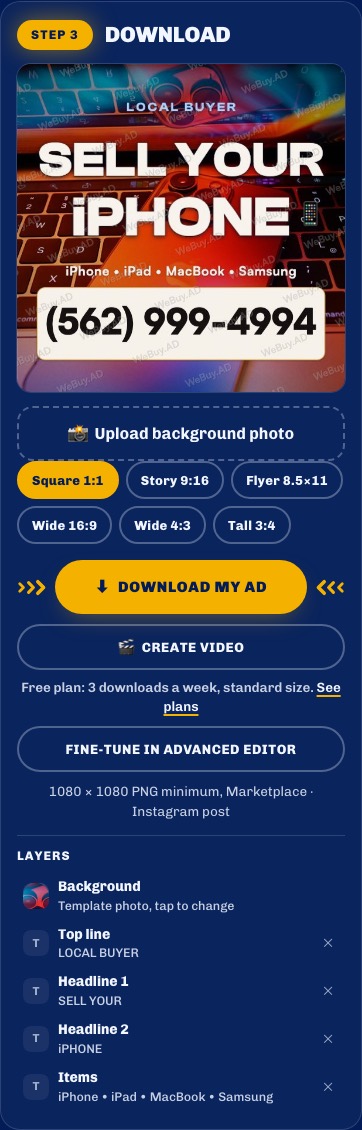 STEP 3
DOWNLOAD
LOCAL BUYER
SELL YOUR
iPHONE
iPhone • iPad • MacBook • Samsung
(562) 999-4994
WeBuy.AD
Upload background photo
Square 1:1
Story 9:16
Flyer 8.5×11
Wide 16:9
Wide 4:3
Tall 3:4
DOWNLOAD MY AD
CREATE VIDEO
Free plan: 3 downloads a week, standard size. See
plans
FINE-TUNE IN ADVANCED EDITOR
1080 × 1080 PNG minimum, Marketplace ·
Instagram post
LAYERS
Background
Template photo, tap to change
T
Top line
LOCAL BUYER
T
Headline 1
SELL YOUR
T
Headline 2
iPHONE
T
Items
iPhone • iPad • MacBook • Samsung